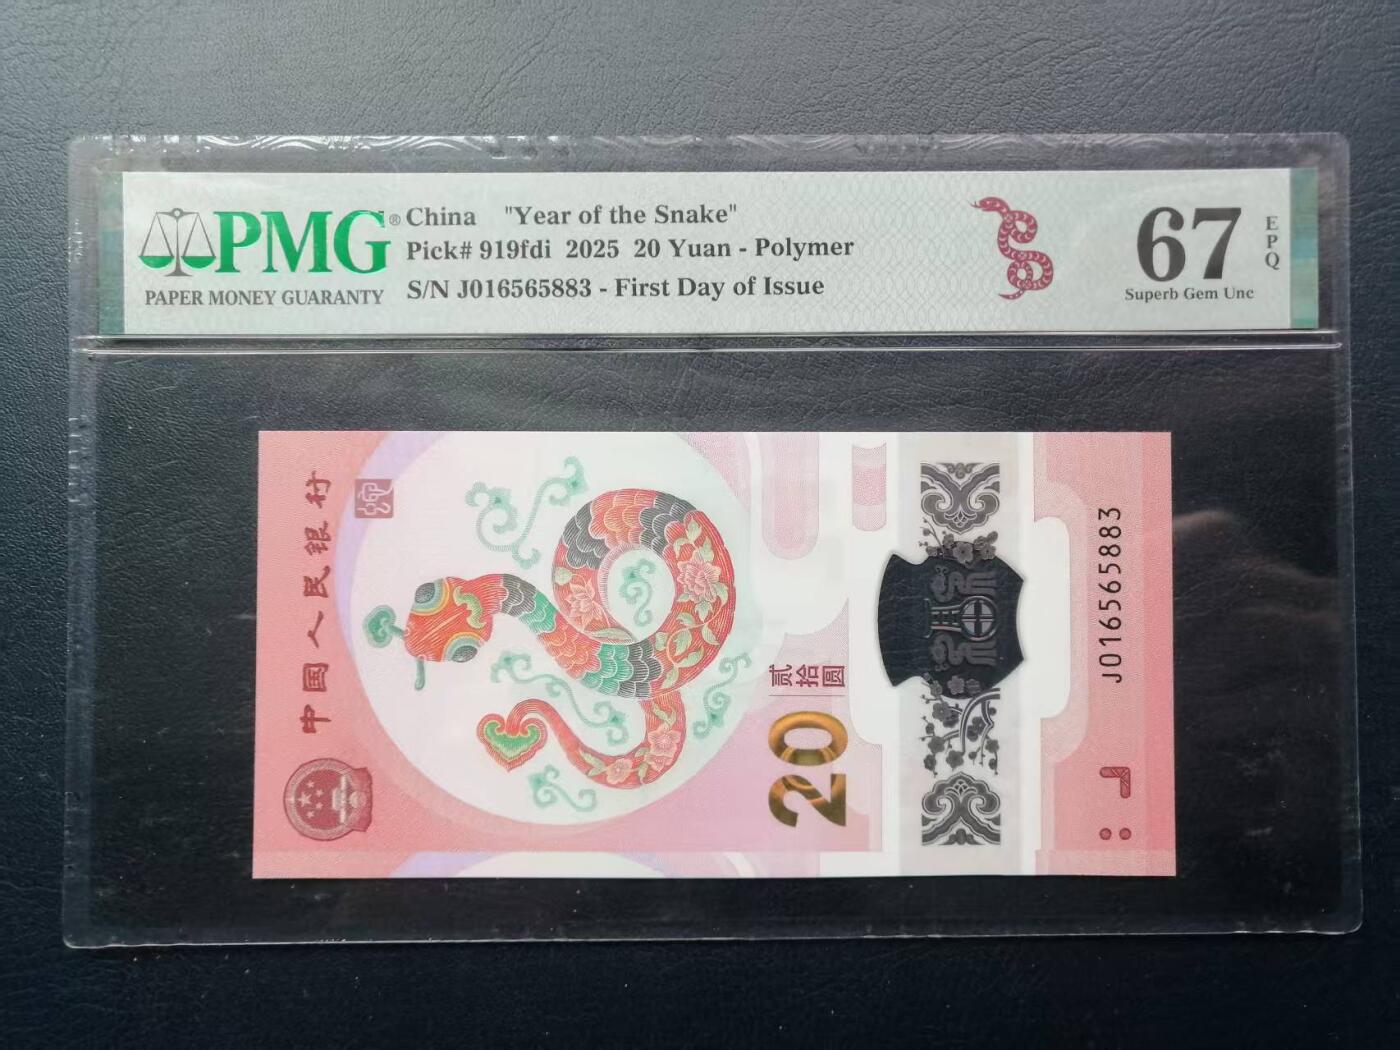 PMG®
PAPER MONEY GUARANTY
China "Year of the Snake"
Pick# 919fdi 2025 20 Yuan - Polymer
S/N J016565883 - First Day of Issue
67
EPQ
Superb Gem Unc
中国人民银行
贰拾圆
20
J016565883